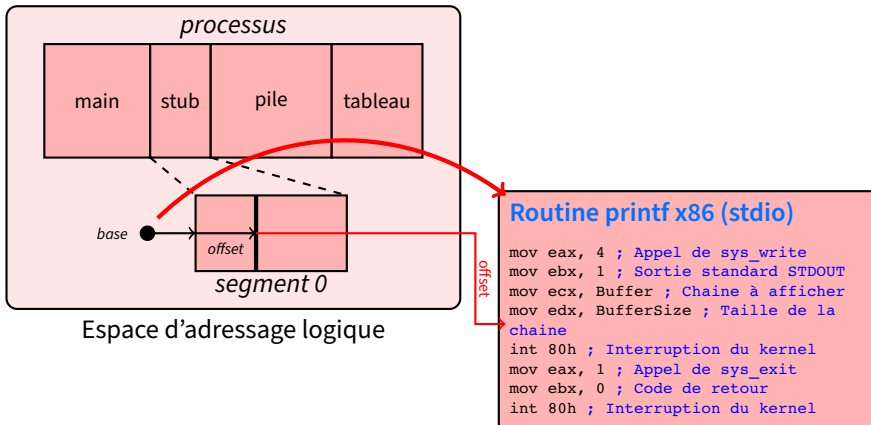 processus
main
stub
pile
tableau
base
offset
segment 0
Espace d'adressage logique
offset
Routine printf x86 (stdio)
mov eax, 4 ; Appel de sys_write
mov ebx, 1 ; Sortie standard STDOUT
mov ecx, Buffer ; Chaine à afficher
mov edx, BufferSize ; Taille de la
chaine
int 80h ; Interruption du kernel
mov eax, 1 ; Appel de sys_exit
mov ebx, 0 ; Code de retour
int 80h ; Interruption du kernel